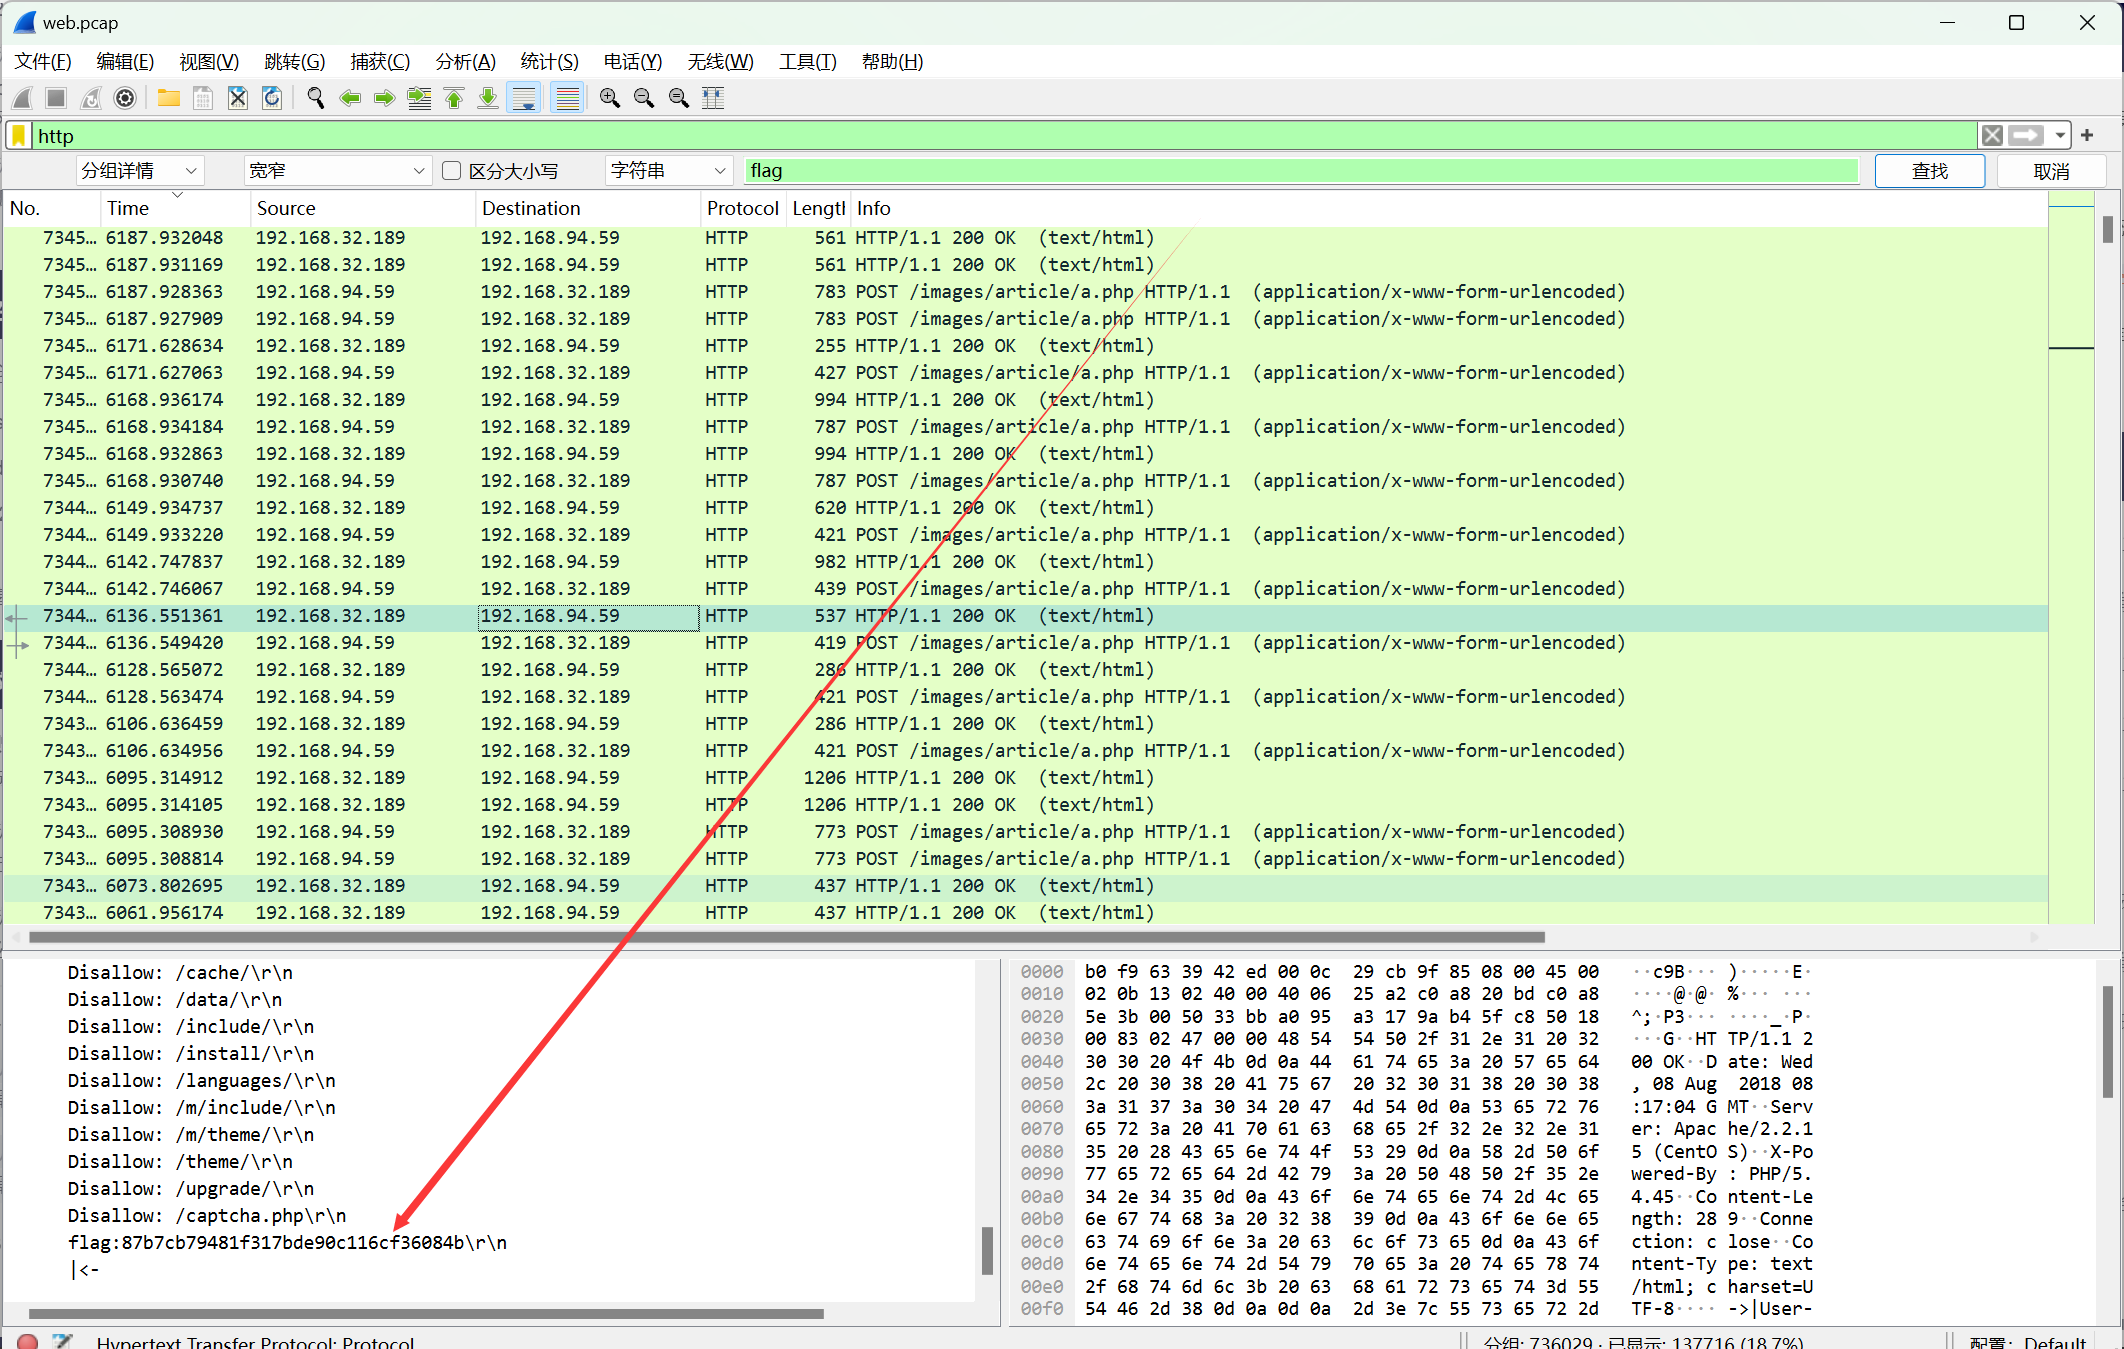 web.pcap
文件(F) 编辑(E) 视图(V) 跳转(G) 捕获(C) 分析(A) 统计(S) 电话(Y) 无线(W) 工具(T) 帮助(H)
http
分组详情 宽窄 区分大小写 字符串 flag 查找 取消
No. Time Source Destination Protocol Length Info
7345… 6187.932048 192.168.32.189 192.168.94.59 HTTP 561 HTTP/1.1 200 OK (text/html)
7345… 6187.931169 192.168.32.189 192.168.94.59 HTTP 561 HTTP/1.1 200 OK (text/html)
7345… 6187.928363 192.168.94.59 192.168.32.189 HTTP 783 POST /images/article/a.php HTTP/1.1 (application/x-www-form-urlencoded)
7345… 6187.927909 192.168.94.59 192.168.32.189 HTTP 783 POST /images/article/a.php HTTP/1.1 (application/x-www-form-urlencoded)
7345… 6171.628634 192.168.32.189 192.168.94.59 HTTP 255 HTTP/1.1 200 OK (text/html)
7345… 6171.627063 192.168.94.59 192.168.32.189 HTTP 427 POST /images/article/a.php HTTP/1.1 (application/x-www-form-urlencoded)
7345… 6168.936174 192.168.32.189 192.168.94.59 HTTP 994 HTTP/1.1 200 OK (text/html)
7345… 6168.934184 192.168.94.59 192.168.32.189 HTTP 787 POST /images/article/a.php HTTP/1.1 (application/x-www-form-urlencoded)
7345… 6168.932863 192.168.32.189 192.168.94.59 HTTP 994 HTTP/1.1 200 OK (text/html)
7345… 6168.930740 192.168.94.59 192.168.32.189 HTTP 787 POST /images/article/a.php HTTP/1.1 (application/x-www-form-urlencoded)
7344… 6149.934737 192.168.32.189 192.168.94.59 HTTP 620 HTTP/1.1 200 OK (text/html)
7344… 6149.933220 192.168.94.59 192.168.32.189 HTTP 421 POST /images/article/a.php HTTP/1.1 (application/x-www-form-urlencoded)
7344… 6142.747837 192.168.32.189 192.168.94.59 HTTP 982 HTTP/1.1 200 OK (text/html)
7344… 6142.746067 192.168.94.59 192.168.32.189 HTTP 439 POST /images/article/a.php HTTP/1.1 (application/x-www-form-urlencoded)
7344… 6136.551361 192.168.32.189 192.168.94.59 HTTP 537 HTTP/1.1 200 OK (text/html)
7344… 6136.549420 192.168.94.59 192.168.32.189 HTTP 419 POST /images/article/a.php HTTP/1.1 (application/x-www-form-urlencoded)
7344… 6128.565072 192.168.32.189 192.168.94.59 HTTP 286 HTTP/1.1 200 OK (text/html)
7344… 6128.563474 192.168.94.59 192.168.32.189 HTTP 421 POST /images/article/a.php HTTP/1.1 (application/x-www-form-urlencoded)
7343… 6106.636459 192.168.32.189 192.168.94.59 HTTP 286 HTTP/1.1 200 OK (text/html)
7343… 6106.634956 192.168.94.59 192.168.32.189 HTTP 421 POST /images/article/a.php HTTP/1.1 (application/x-www-form-urlencoded)
7343… 6095.314912 192.168.32.189 192.168.94.59 HTTP 1206 HTTP/1.1 200 OK (text/html)
7343… 6095.314105 192.168.32.189 192.168.94.59 HTTP 1206 HTTP/1.1 200 OK (text/html)
7343… 6095.308930 192.168.94.59 192.168.32.189 HTTP 773 POST /images/article/a.php HTTP/1.1 (application/x-www-form-urlencoded)
7343… 6095.308814 192.168.94.59 192.168.32.189 HTTP 773 POST /images/article/a.php HTTP/1.1 (application/x-www-form-urlencoded)
7343… 6073.802695 192.168.32.189 192.168.94.59 HTTP 437 HTTP/1.1 200 OK (text/html)
7343… 6061.956174 192.168.32.189 192.168.94.59 HTTP 437 HTTP/1.1 200 OK (text/html)
Disallow: /cache/\r\n
Disallow: /data/\r\n
Disallow: /include/\r\n
Disallow: /install/\r\n
Disallow: /languages/\r\n
Disallow: /m/include/\r\n
Disallow: /m/theme/\r\n
Disallow: /theme/\r\n
Disallow: /upgrade/\r\n
Disallow: /captcha.php\r\n
flag:87b7cb79481f317bde90c116cf36084b\r\n
|<-
0000 b0 f9 63 39 42 ed 00 0c 29 cb 9f 85 08 00 45 00 ··c9B··· )·····E·
0010 02 0b 13 02 40 00 40 06 25 a2 c0 a8 20 bd c0 a8 ····@·@· %··· ···
0020 5e 3b 00 50 33 bb a0 95 a3 17 9a b4 5f c8 50 18 ^;·P3··· ····_·P·
0030 00 83 02 47 00 00 48 54 54 50 2f 31 2e 31 20 32 ···G··HT TP/1.1 2
0040 30 30 20 4f 4b 0d 0a 44 61 74 65 3a 20 57 65 64 00 OK··D ate: Wed
0050 2c 20 30 38 20 41 75 67 20 32 30 31 38 20 30 38 , 08 Aug 2018 08
0060 3a 31 37 3a 30 34 20 47 4d 54 0d 0a 53 65 72 76 :17:04 G MT··Serv
0070 65 72 3a 20 41 70 61 63 68 65 2f 32 2e 32 2e 31 er: Apac he/2.2.1
0080 35 20 28 43 65 6e 74 4f 53 29 0d 0a 58 2d 50 6f 5 (CentO S)··X-Po
0090 77 65 72 65 64 2d 42 79 3a 20 50 48 50 2f 35 2e wered-By : PHP/5.
00a0 34 2e 34 35 0d 0a 43 6f 6e 74 65 6e 74 2d 4c 65 4.45··Co ntent-Le
00b0 6e 67 74 68 3a 20 32 38 39 0d 0a 43 6f 6e 6e 65 ngth: 28 9··Conne
00c0 63 74 69 6f 6e 3a 20 63 6c 6f 73 65 0d 0a 43 6f ction: c lose··Co
00d0 6e 74 65 6e 74 2d 54 79 70 65 3a 20 74 65 78 74 ntent-Ty pe: text
00e0 2f 68 74 6d 6c 3b 20 63 68 61 72 73 65 74 3d 55 /html; c harset=U
00f0 54 46 2d 38 0d 0a 0d 0a 2d 3e 7c 55 73 65 72 2d TF-8···· ->|User-
Hypertext Transfer Protocol: Protocol 分组: 736029 · 已显示: 137716 (18.7%) 配置: Default